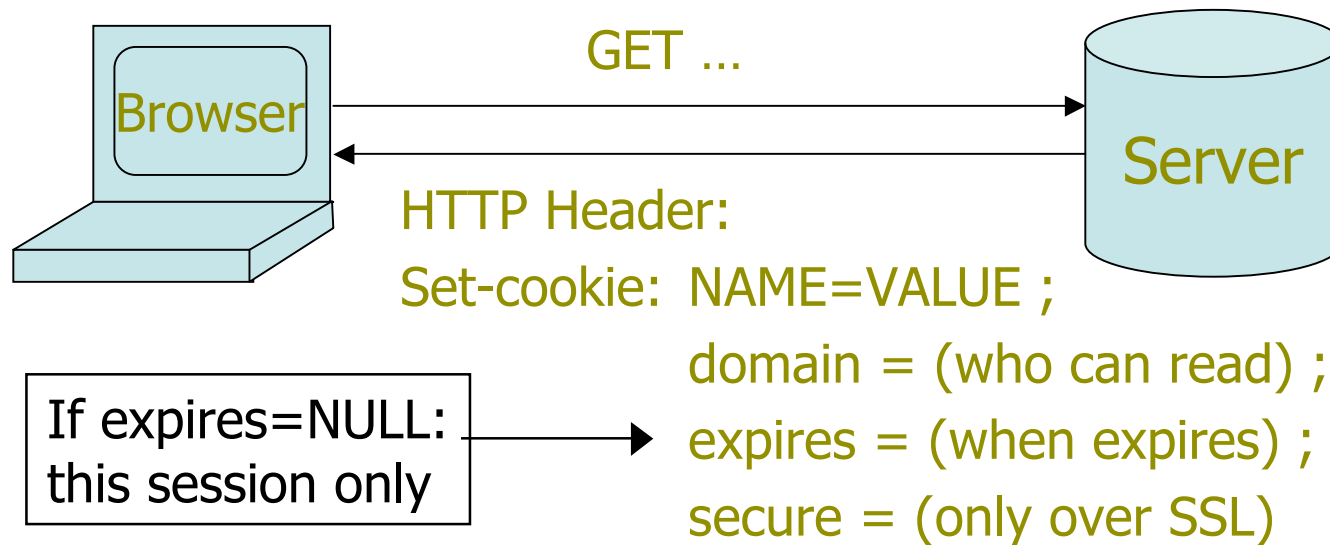 GET ...
Browser
Server
HTTP Header:
Set-cookie: NAME=VALUE ;
domain = (who can read) ;
If expires=NULL:
expires = (when expires) ;
this session only
secure = (only over SSL)